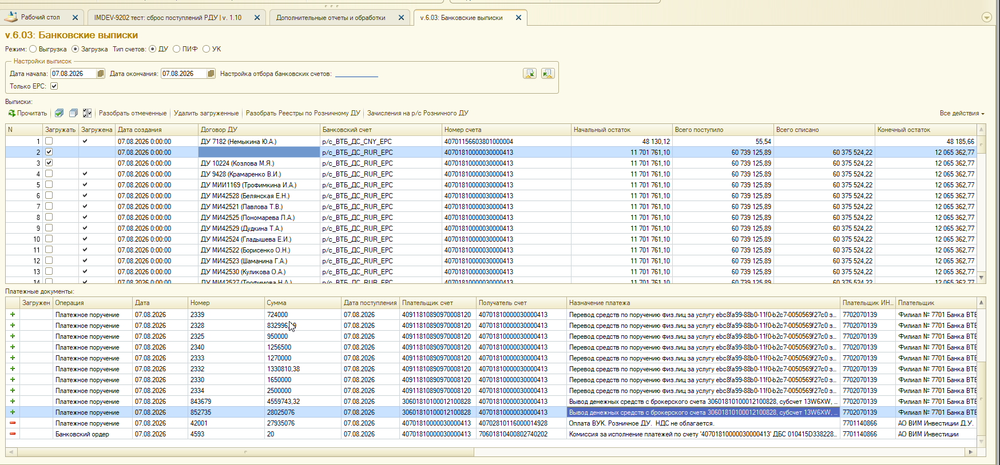 Рабочий стол
IMDEV-9202 тест: сброс поступлений РДУ | v. 1.10
Дополнительные отчеты и обработки
v.6.03: Банковские выписки
v.6.03: Банковские выписки
Режим: Выгрузка Загрузка Тип счетов: ДУ ПИФ УК
Настройки выписок
Дата начала: 07.08.2026 Дата окончания: 07.08.2026 Настройка отбора банковских счетов:
Только ЕРС:
Выписки:
Прочитать Разобрать отмеченные Удалить загруженные Разобрать Реестры по Розничному ДУ Зачисления на р/с Розничного ДУ Все действия
N Загружать Загружена Дата создания Договор ДУ Банковский счет Номер счета Начальный остаток Всего поступило Всего списано Конечный остаток
1 07.08.2026 0:00:00 ДУ 7182 (Немыкина Ю.А.) р/с_ВТБ_ДС_CNY_ЕРС 40701156603801000004 48 130,12 55,54 48 185,66
2 07.08.2026 0:00:00 р/с_ВТБ_ДС_RUR_ЕРС 40701810000030000413 11 701 761,10 60 739 125,89 60 375 524,22 12 065 362,77
3 07.08.2026 0:00:00 ДУ 10224 (Козлова М.Я.) р/с_ВТБ_ДС_RUR_ЕРС 40701810000030000413 11 701 761,10 60 739 125,89 60 375 524,22 12 065 362,77
4 07.08.2026 0:00:00 ДУ 9428 (Крамаренко В.И.) р/с_ВТБ_ДС_RUR_ЕРС 40701810000030000413 11 701 761,10 60 739 125,89 60 375 524,22 12 065 362,77
5 07.08.2026 0:00:00 ДУ МИИ1169 (Трофимкина И.А.) р/с_ВТБ_ДС_RUR_ЕРС 40701810000030000413 11 701 761,10 60 739 125,89 60 375 524,22 12 065 362,77
6 07.08.2026 0:00:00 ДУ МИ42528 (Белянская Е.Н.) р/с_ВТБ_ДС_RUR_ЕРС 40701810000030000413 11 701 761,10 60 739 125,89 60 375 524,22 12 065 362,77
7 07.08.2026 0:00:00 ДУ МИ42521 (Павлова Т.В.) р/с_ВТБ_ДС_RUR_ЕРС 40701810000030000413 11 701 761,10 60 739 125,89 60 375 524,22 12 065 362,77
8 07.08.2026 0:00:00 ДУ МИ42525 (Пономарева Л.А.) р/с_ВТБ_ДС_RUR_ЕРС 40701810000030000413 11 701 761,10 60 739 125,89 60 375 524,22 12 065 362,77
9 07.08.2026 0:00:00 ДУ МИ42529 (Дудкина Т.А.) р/с_ВТБ_ДС_RUR_ЕРС 40701810000030000413 11 701 761,10 60 739 125,89 60 375 524,22 12 065 362,77
10 07.08.2026 0:00:00 ДУ МИ42524 (Гладышева Е.И.) р/с_ВТБ_ДС_RUR_ЕРС 40701810000030000413 11 701 761,10 60 739 125,89 60 375 524,22 12 065 362,77
11 07.08.2026 0:00:00 ДУ МИ42522 (Борисенко О.Н.) р/с_ВТБ_ДС_RUR_ЕРС 40701810000030000413 11 701 761,10 60 739 125,89 60 375 524,22 12 065 362,77
12 07.08.2026 0:00:00 ДУ МИ42523 (Шаманина Г.А.) р/с_ВТБ_ДС_RUR_ЕРС 40701810000030000413 11 701 761,10 60 739 125,89 60 375 524,22 12 065 362,77
13 07.08.2026 0:00:00 ДУ МИ42530 (Куликова О.А.) р/с_ВТБ_ДС_RUR_ЕРС 40701810000030000413 11 701 761,10 60 739 125,89 60 375 524,22 12 065 362,77
14 07.08.2026 0:00:00 ДУ МИ42527 (Трофимова Н.А.) р/с_ВТБ_ДС_RUR_ЕРС 40701810000030000413 11 701 761,10 60 739 125,89 60 375 524,22 12 065 362,77
Платежные документы:
Загружен Операция Дата Номер Сумма Дата поступления Плательщик счет Получатель счет Назначение платежа Плательщик ИН... Плательщик
Платежное поручение 07.08.2026 2339 724000 07.08.2026 40911810890970008120 40701810000030000413 Перевод средств по поручению физ.лиц за услугу ebc8fa99-88b0-11f0-b2c7-0050569f27c0 з... 7702070139 Филиал № 7701 Банка ВТБ
Платежное поручение 07.08.2026 2328 832996, 9 07.08.2026 40911810890970008120 40701810000030000413 Перевод средств по поручению физ.лиц за услугу ebc8fa99-88b0-11f0-b2c7-0050569f27c0 з... 7702070139 Филиал № 7701 Банка ВТБ
Платежное поручение 07.08.2026 2325 950000 07.08.2026 40911810890970008120 40701810000030000413 Перевод средств по поручению физ.лиц за услугу ebc8fa99-88b0-11f0-b2c7-0050569f27c0 з... 7702070139 Филиал № 7701 Банка ВТБ
Платежное поручение 07.08.2026 2340 1256500 07.08.2026 40911810890970008120 40701810000030000413 Перевод средств по поручению физ.лиц за услугу ebc8fa99-88b0-11f0-b2c7-0050569f27c0 з... 7702070139 Филиал № 7701 Банка ВТБ
Платежное поручение 07.08.2026 2333 1270000 07.08.2026 40911810890970008120 40701810000030000413 Перевод средств по поручению физ.лиц за услугу ebc8fa99-88b0-11f0-b2c7-0050569f27c0 з... 7702070139 Филиал № 7701 Банка ВТБ
Платежное поручение 07.08.2026 2332 1330810,38 07.08.2026 40911810890970008120 40701810000030000413 Перевод средств по поручению физ.лиц за услугу ebc8fa99-88b0-11f0-b2c7-0050569f27c0 з... 7702070139 Филиал № 7701 Банка ВТБ
Платежное поручение 07.08.2026 2330 1650000 07.08.2026 40911810890970008120 40701810000030000413 Перевод средств по поручению физ.лиц за услугу ebc8fa99-88b0-11f0-b2c7-0050569f27c0 з... 7702070139 Филиал № 7701 Банка ВТБ
Платежное поручение 07.08.2026 2334 2500000 07.08.2026 40911810890970008120 40701810000030000413 Перевод средств по поручению физ.лиц за услугу ebc8fa99-88b0-11f0-b2c7-0050569f27c0 з... 7702070139 Филиал № 7701 Банка ВТБ
Платежное поручение 07.08.2026 843679 4559743,32 07.08.2026 30601810100012100828 40701810000030000413 Вывод денежных средств с брокерского счета 30601810100012100828, субсчет 13W6XW, ... 7702070139 Филиал № 7701 Банка ВТБ
Платежное поручение 07.08.2026 852735 28025076 07.08.2026 30601810100012100828 40701810000030000413 Вывод денежных средств с брокерского счета 30601810100012100828, субсчет 13W6XW, ... 7702070139 Филиал № 7701 Банка ВТБ
Платежное поручение 07.08.2026 42001 27935076 07.08.2026 40701810000030000413 40702810116000014928 Оплата ВУК. Розничное ДУ. НДС не облагается. 7701140866 АО ВИМ Инвестиции Д.У.
Банковский ордер 07.08.2026 4593 20 07.08.2026 40701810000030000413 70601810400802740202 Комиссия за исполнение платежей по счету '40701810000030000413' ДБС 010415D338228... 7701140866 АО ВИМ Инвестиции